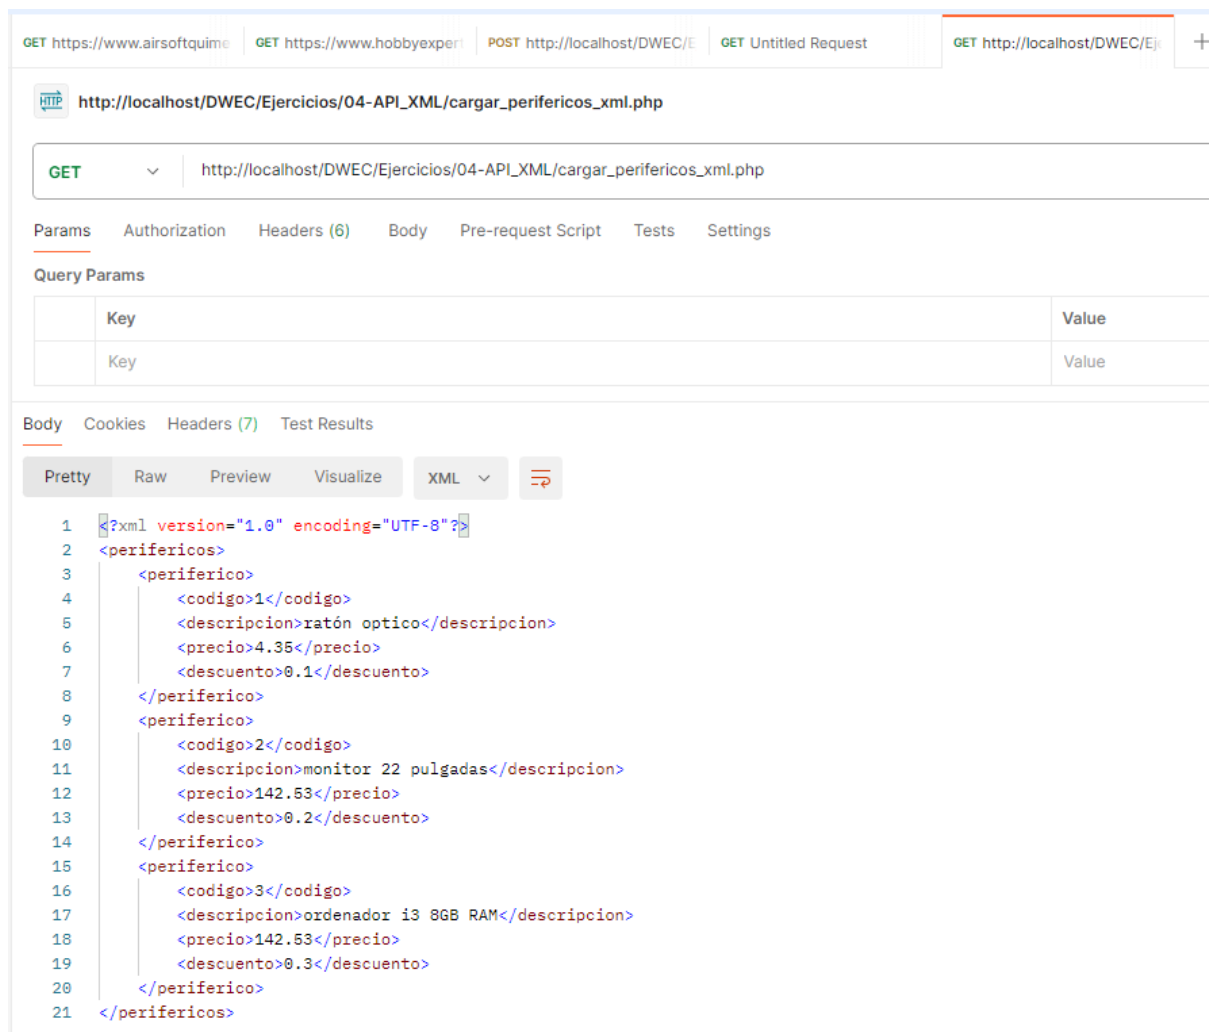 GET https://www.airsoftquime GET https://www.hobbyexper POST http://localhost/DWEC/E GET Untitled Request GET http://localhost/DWEC/Eje +
HTTP http://localhost/DWEC/Ejercicios/04-API_XML/cargar_perifericos_xml.php
GET http://localhost/DWEC/Ejercicios/04-API_XML/cargar_perifericos_xml.php
Params Authorization Headers (6) Body Pre-request Script Tests Settings
Query Params
Key Value
Key Value
Body Cookies Headers (7) Test Results
Pretty Raw Preview Visualize XML
1 <?xml version="1.0" encoding="UTF-8"?>
2 <perifericos>
3 <periferico>
4 <codigo>1</codigo>
5 <descripcion>ratón optico</descripcion>
6 <precio>4.35</precio>
7 <descuento>0.1</descuento>
8 </periferico>
9 <periferico>
10 <codigo>2</codigo>
11 <descripcion>monitor 22 pulgadas</descripcion>
12 <precio>142.53</precio>
13 <descuento>0.2</descuento>
14 </periferico>
15 <periferico>
16 <codigo>3</codigo>
17 <descripcion>ordenador i3 8GB RAM</descripcion>
18 <precio>142.53</precio>
19 <descuento>0.3</descuento>
20 </periferico>
21 </perifericos>